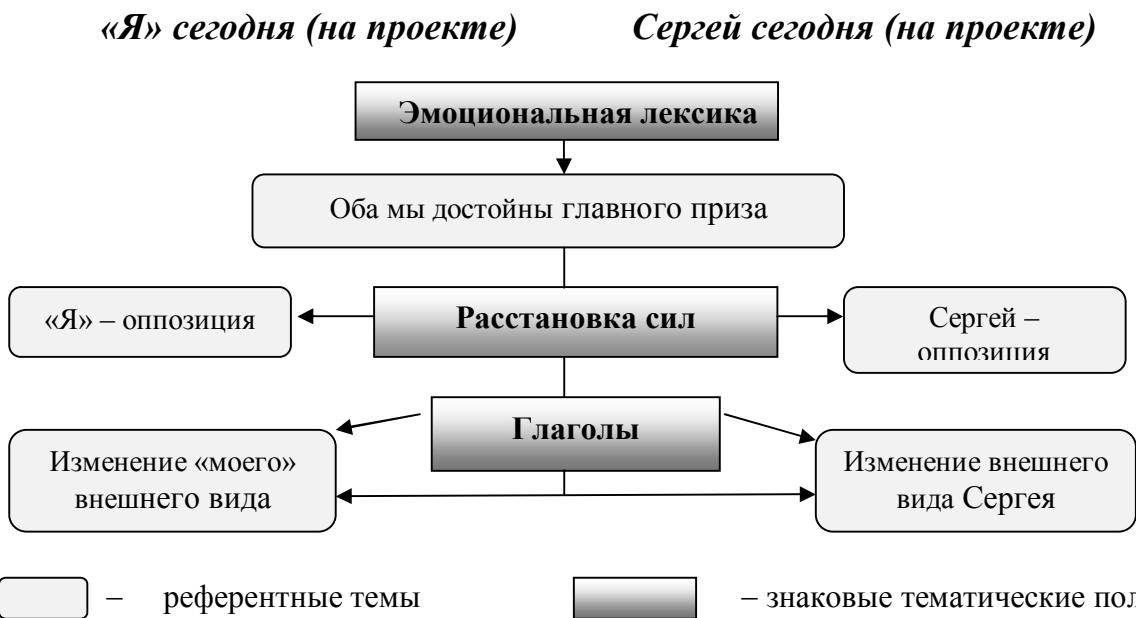 «Я» сегодня (на проекте) Сергей сегодня (на проекте)
Эмоциональная лексика
Оба мы достойны главного приза
«Я» – оппозиция
Расстановка сил
Сергей –
оппозиция
Глаголы
Изменение «моего»
внешнего вида
Изменение внешнего
вида Сергея
– референтные темы
– знаковые тематические пол